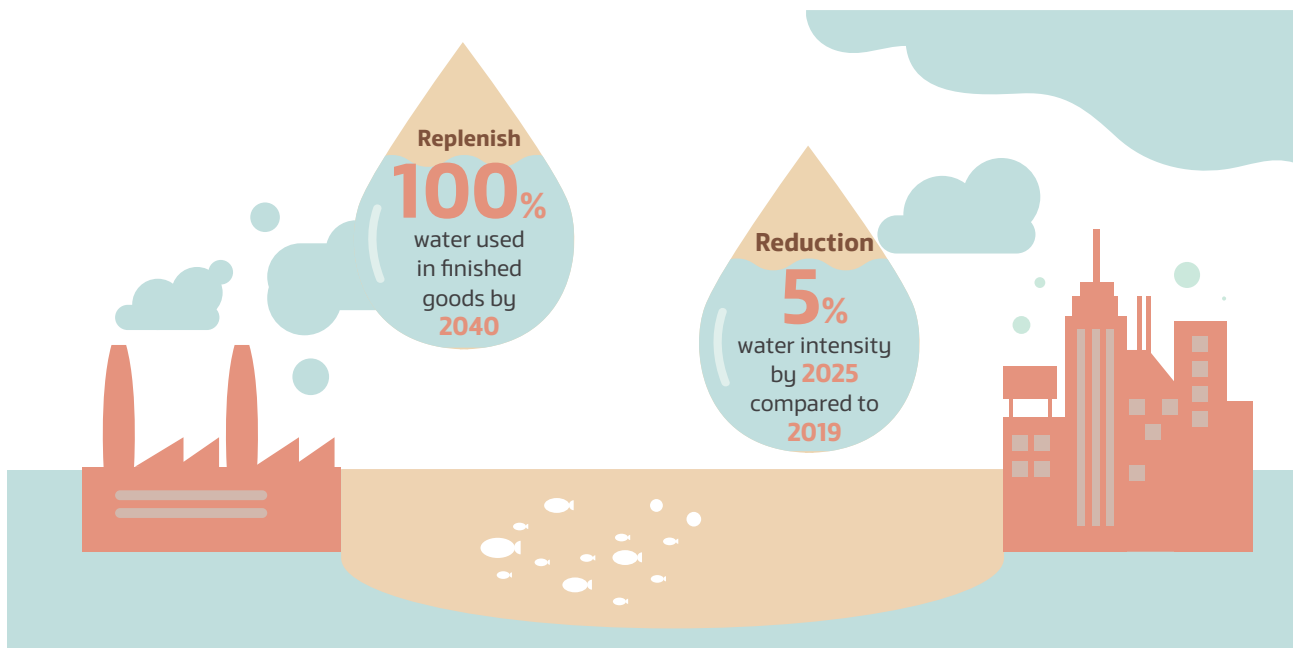 Replenish
100%
water used
in finished
goods by
2040
Reduction
5%
water intensity
by 2025
compared to
2019